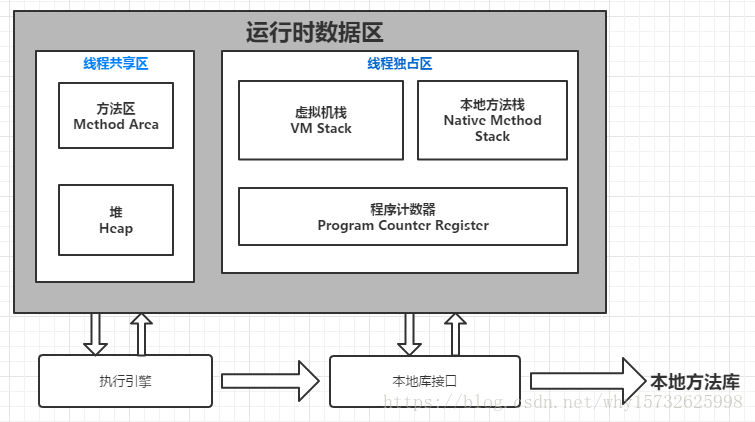 运行时数据区
线程共享区
线程独占区
方法区
Method Area
虚拟机栈
VM Stack
本地方法栈
Native Method
Stack
堆
Heap
程序计数器
Program Counter Register
执行引擎
本地库接口
本地方法库
https://blog.csdn.net/why15732625998